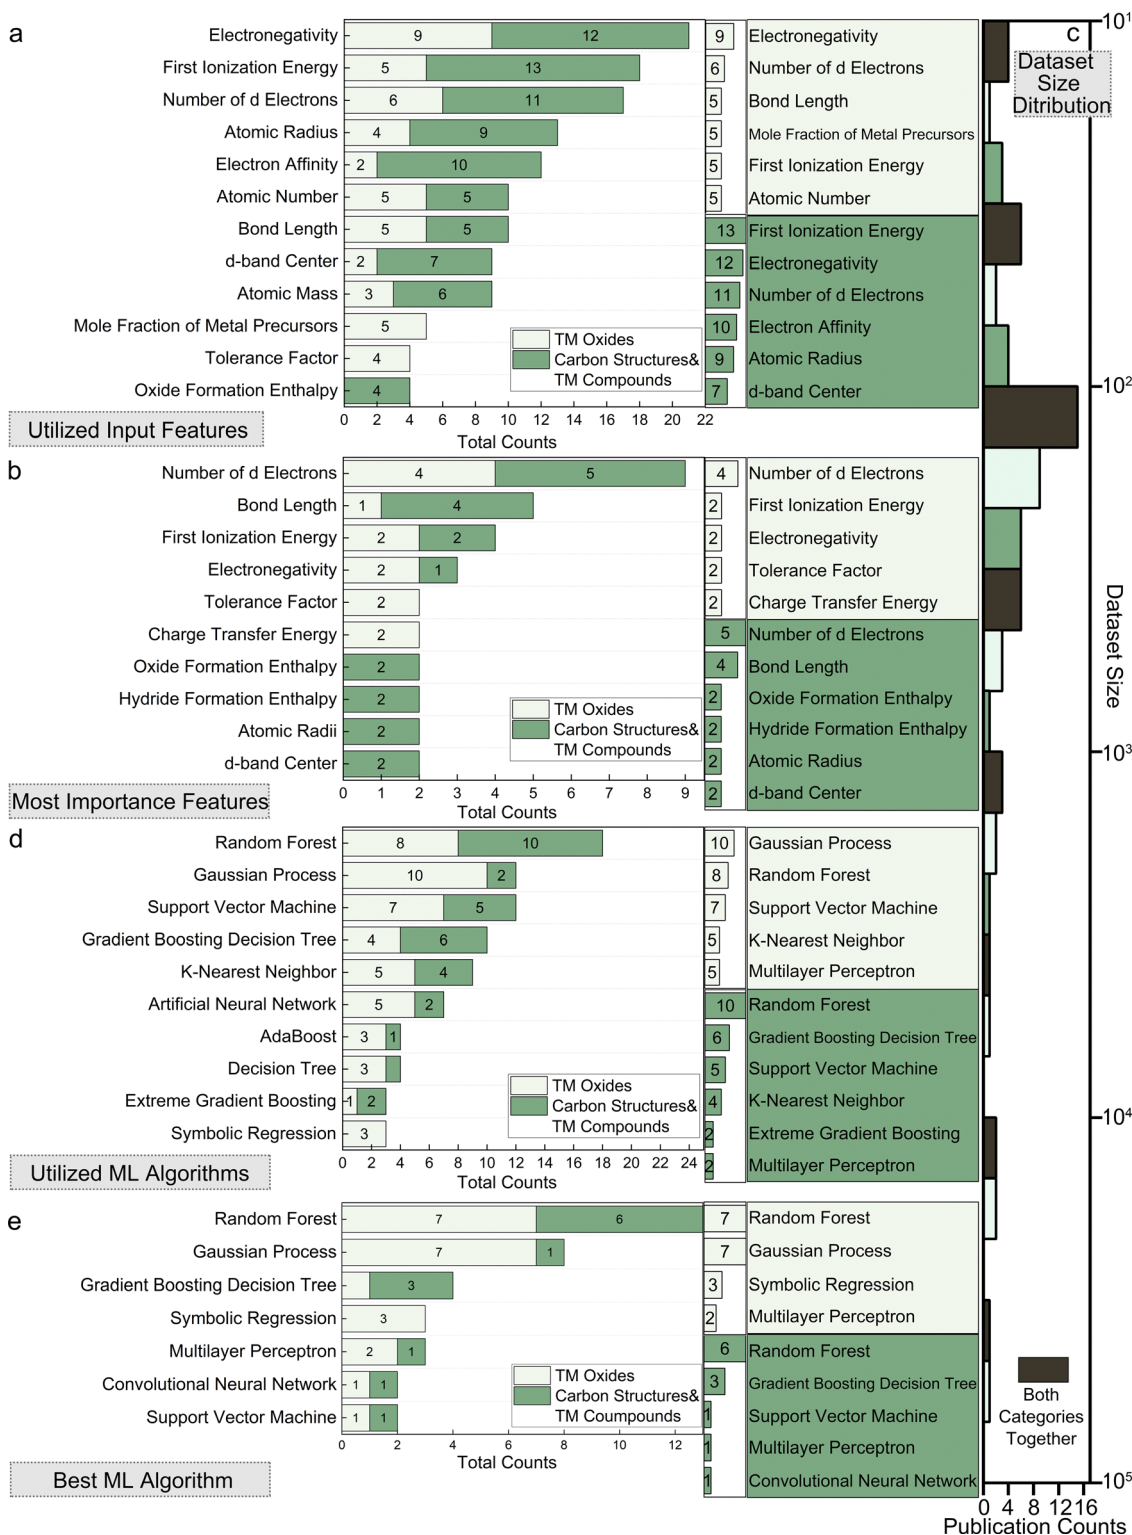 a
Electronegativity
9
12
First Ionization Energy
5
13
Number of d Electrons
6
11
Atomic Radius
4
9
Electron Affinity
2
10
Atomic Number
5
5
Bond Length
5
5
d-band Center
2
7
Atomic Mass
3
6
Mole Fraction of Metal Precursors
5
Tolerance Factor
4
Oxide Formation Enthalpy
4
TM Oxides
Carbon Structures&
TM Compounds
0 2 4 6 8 10 12 14 16 18 20 22
Total Counts
Utilized Input Features
9 Electronegativity
6 Number of d Electrons
5 Bond Length
5 Mole Fraction of Metal Precursors
5 First Ionization Energy
5 Atomic Number
13 First Ionization Energy
12 Electronegativity
11 Number of d Electrons
10 Electron Affinity
9 Atomic Radius
7 d-band Center
b
Number of d Electrons
4
5
Bond Length
1
4
First Ionization Energy
2
2
Electronegativity
2
1
Tolerance Factor
2
Charge Transfer Energy
2
Oxide Formation Enthalpy
2
Hydride Formation Enthalpy
2
Atomic Radii
2
d-band Center
2
TM Oxides
Carbon Structures&
TM Compounds
0 1 2 3 4 5 6 7 8 9
Total Counts
Most Importance Features
4 Number of d Electrons
2 First Ionization Energy
2 Electronegativity
2 Tolerance Factor
2 Charge Transfer Energy
5 Number of d Electrons
4 Bond Length
2 Oxide Formation Enthalpy
2 Hydride Formation Enthalpy
2 Atomic Radius
2 d-band Center
c
Dataset
Size
Ditribution
10¹
10²
10³
10⁴
10⁵
Dataset Size
Both
Categories
Together
0 4 8 12 16
Publication Counts
d
Random Forest
8
10
Gaussian Process
10
2
Support Vector Machine
7
5
Gradient Boosting Decision Tree
4
6
K-Nearest Neighbor
5
4
Artificial Neural Network
5
2
AdaBoost
3
1
Decision Tree
3
Extreme Gradient Boosting
1
2
Symbolic Regression
3
TM Oxides
Carbon Structures&
TM Compounds
0 2 4 6 8 10 12 14 16 18 20 22 24
Total Counts
Utilized ML Algorithms
10 Gaussian Process
8 Random Forest
7 Support Vector Machine
5 K-Nearest Neighbor
5 Multilayer Perceptron
10 Random Forest
6 Gradient Boosting Decision Tree
5 Support Vector Machine
4 K-Nearest Neighbor
2 Extreme Gradient Boosting
2 Multilayer Perceptron
e
Random Forest
7
6
Gaussian Process
7
1
Gradient Boosting Decision Tree
3
Symbolic Regression
3
Multilayer Perceptron
2
1
Convolutional Neural Network
1
1
Support Vector Machine
1
1
TM Oxides
Carbon Structures&
TM Coumpounds
0 2 4 6 8 10 12
Total Counts
Best ML Algorithm
7 Random Forest
7 Gaussian Process
3 Symbolic Regression
2 Multilayer Perceptron
6 Random Forest
3 Gradient Boosting Decision Tree
1 Support Vector Machine
1 Multilayer Perceptron
1 Convolutional Neural Network